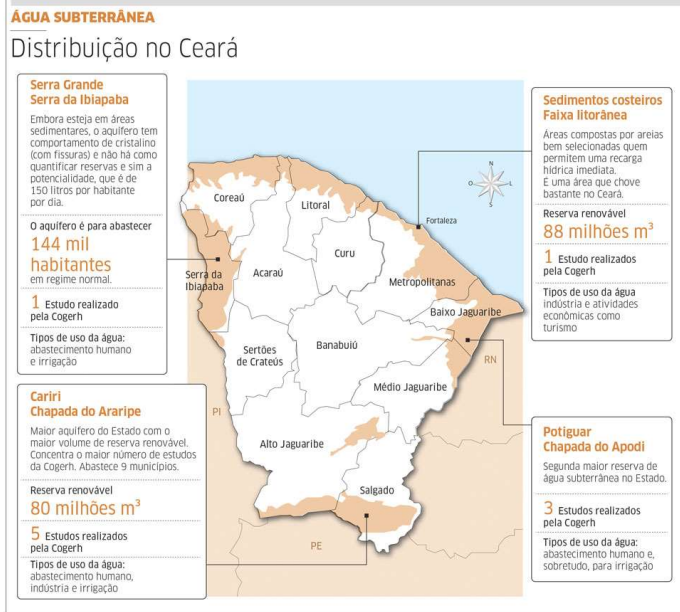 ÁGUA SUBTERRÂNEA
Distribuição no Ceará
Serra Grande
Serra da Ibiapaba
Embora esteja em áreas
sedimentares, o aquífero tem
comportamento de cristalino
(com fissuras) e não há como
quantificar reservas e sim a
potencialidade, que é de
150 litros por habitante
por dia.
O aquífero é para abastecer
144 mil
habitantes
em regime normal.
1 Estudo realizado
pela Cogerh
Tipos de uso da água:
abastecimento humano
e irrigação
Cariri
Chapada do Araripe
Maior aquífero do Estado com o
maior volume de reserva renovável.
Concentra o maior número de estudos
da Cogerh. Abastece 9 municípios.
Reserva renovável
80 milhões m³
5 Estudos realizados
pela Cogerh
Tipos de uso da água:
abastecimento humano,
indústria e irrigação
Coreaú
Litoral
Fortaleza
Curu
Serra da
Ibiapaba
Acaraú
Metropolitanas
Baixo Jaguaribe
Sertões
de Crateús
Banabuiú
Médio Jaguaribe
Alto Jaguaribe
Salgado
PI
RN
PE
N
O
L
S
Sedimentos costeiros
Faixa litorânea
Áreas compostas por areias
bem selecionadas quem
permitem uma recarga
hídrica imediata.
É uma área que chove
bastante no Ceará.
Reserva renovável
88 milhões m³
1 Estudo realizados
pela Cogerh
Tipos de uso da água
indústria e atividades
econômicas como
turismo
Potiguar
Chapada do Apodi
Segunda maior reserva de
água subterrânea no Estado.
3 Estudos realizados
pela Cogerh
Tipos de uso da água:
abastecimento humano e,
sobretudo, para irrigação